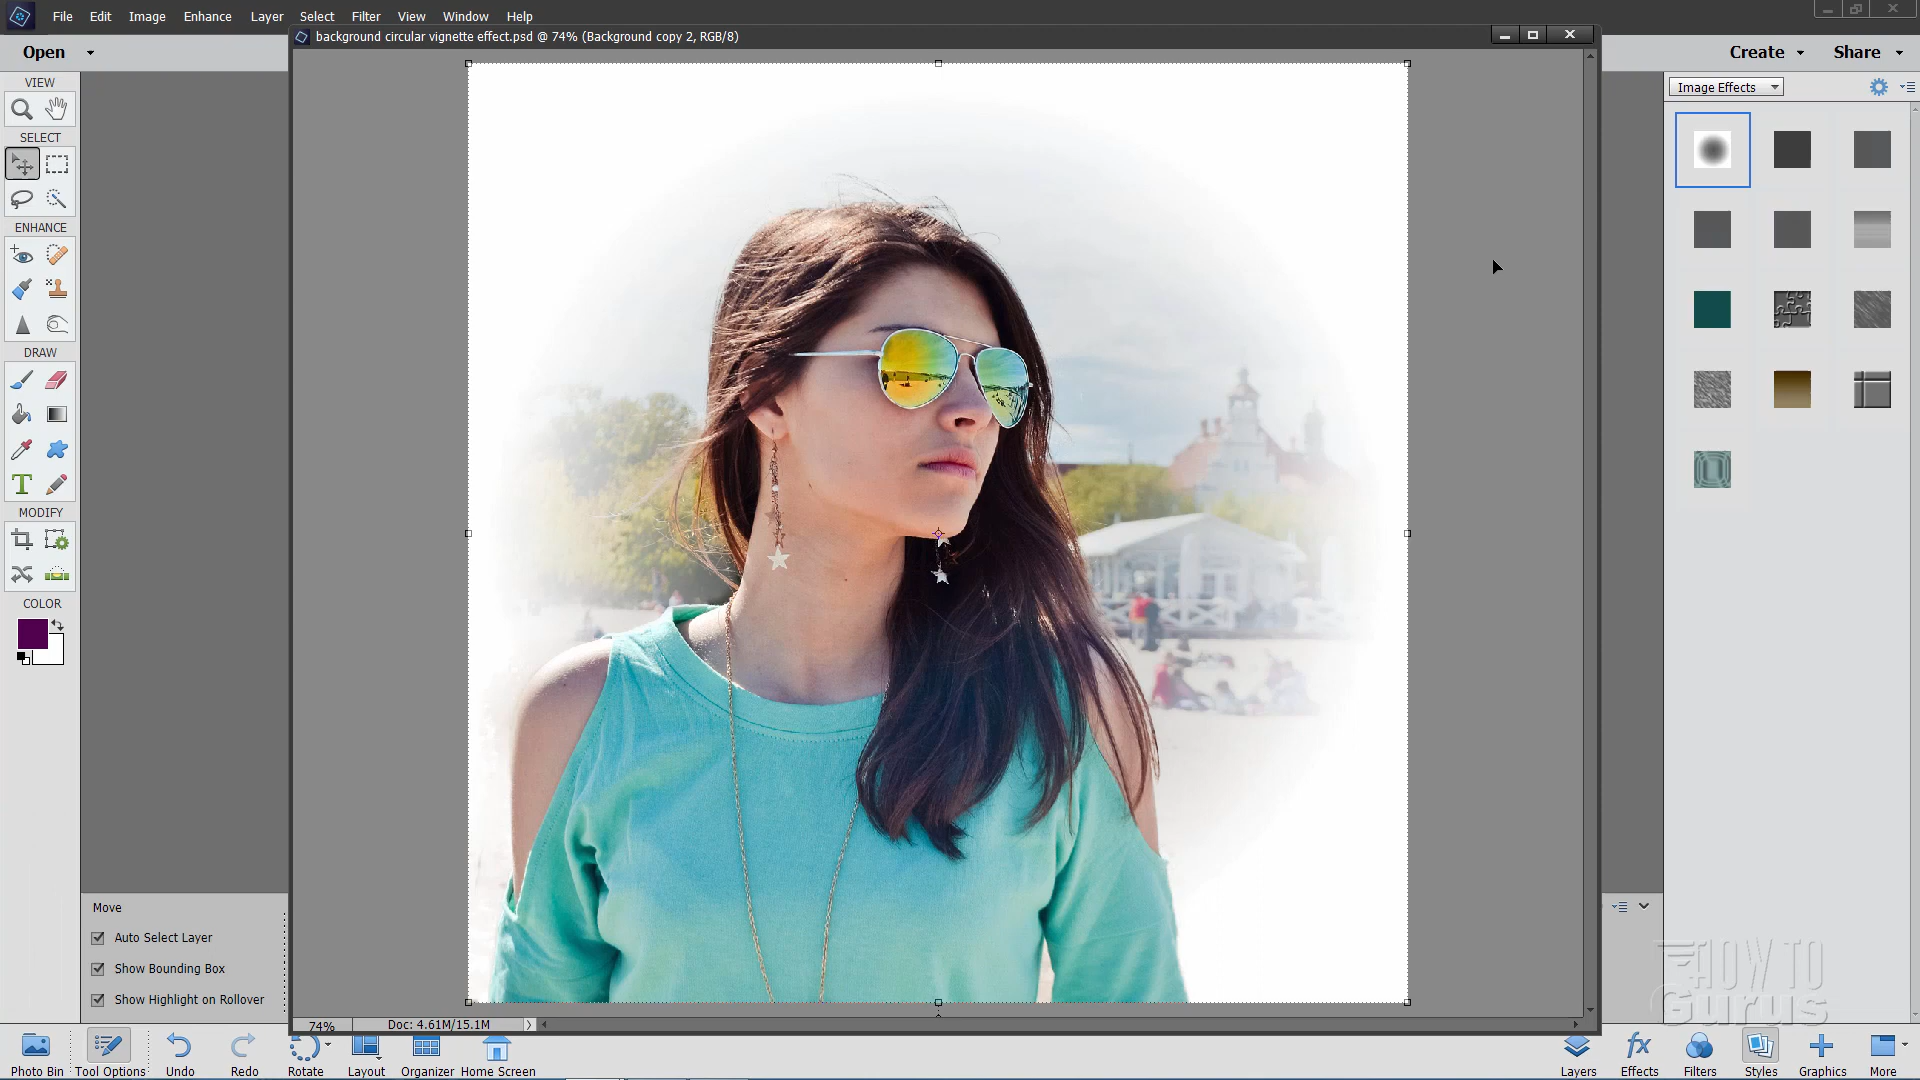 File Edit Image Enhance Layer Select Filter View Window Help
background circular vignette effect.psd @ 74% (Background copy 2, RGB/8)
Open
Create
Share
VIEW
Image Effects
SELECT
ENHANCE
DRAW
T
MODIFY
COLOR
Move
Auto Select Layer
Show Bounding Box
Show Highlight on Rollover
HOW TO
Gurus
74%
Doc: 4.61M/15.1M
fx
Photo Bin
Tool Options
Undo
Redo
Rotate
Layout
Organizer
Home Screen
Layers
Effects
Filters
Styles
Graphics
More